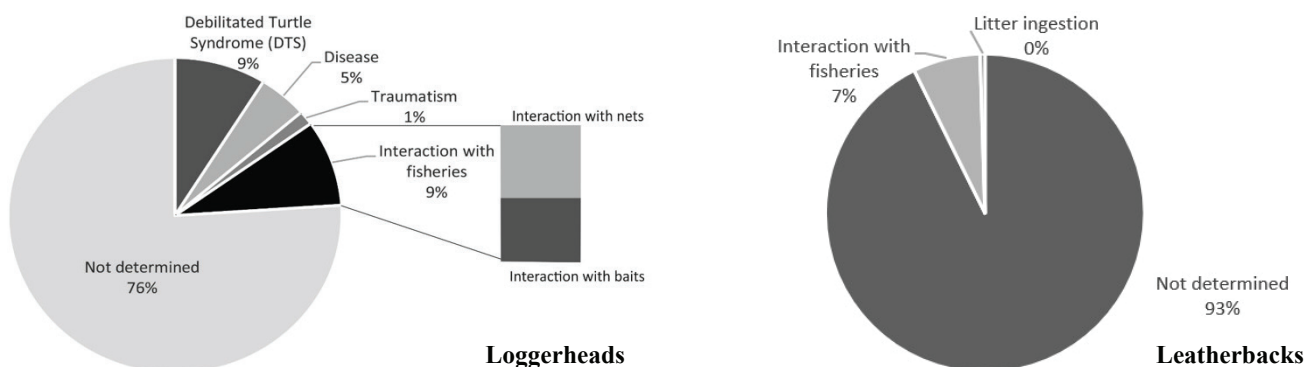 Debilitated Turtle
Syndrome (DTS)
9%
Disease
5%
Traumatism
1%
Interaction with nets
Interaction with
fisheries
9%
Interaction with baits
Not determined
76%
Loggerheads
Litter ingestion
0%
Interaction with
fisheries
7%
Not determined
93%
Leatherbacks